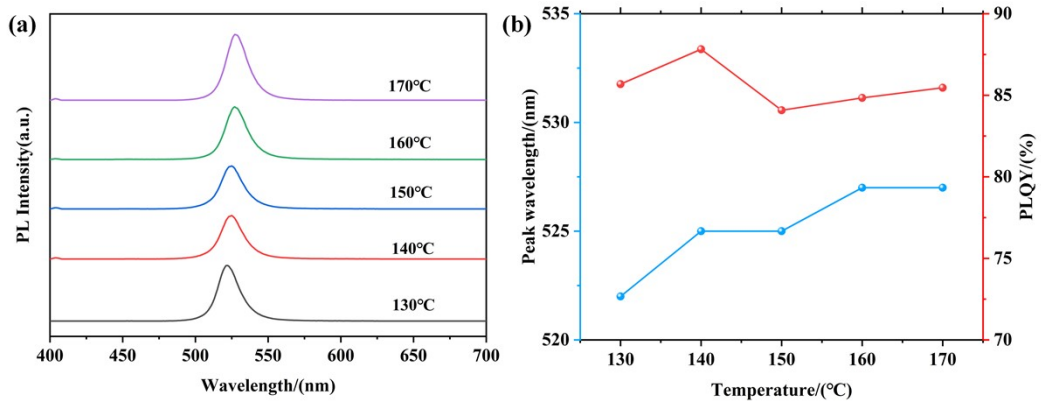 (a)
PL Intensity(a.u.)
170℃
160℃
150℃
140℃
130℃
400 450 500 550 600 650 700
Wavelength/(nm)
(b)
Peak wavelength/(nm)
535
530
525
520
90
85
80
75
70
PLQY/(%)
130 140 150 160 170
Temperature/(℃)